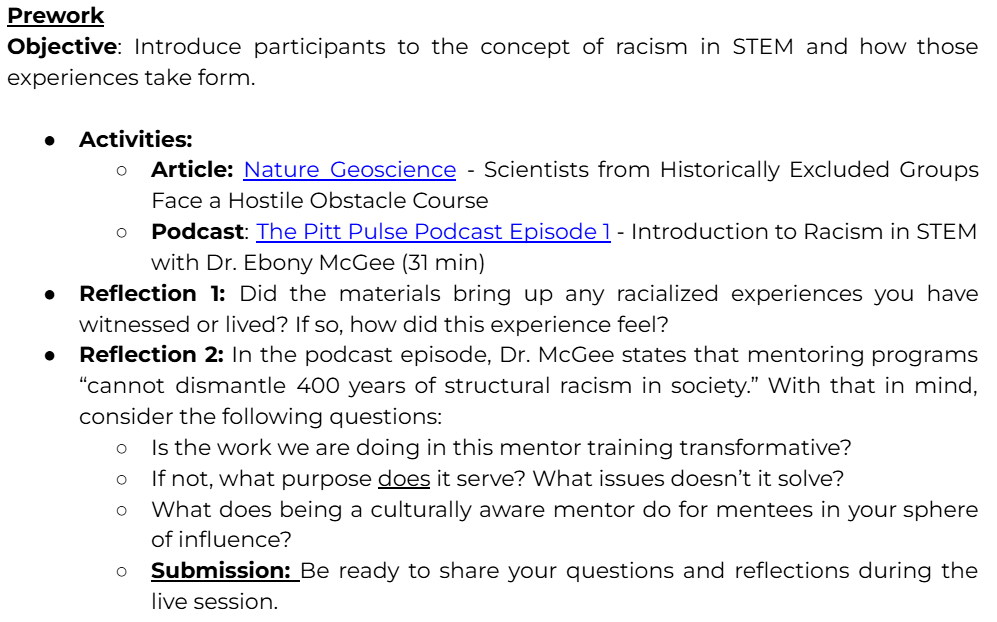 Prework
Objective: Introduce participants to the concept of racism in STEM and how those
experiences take form.
● Activities:
○ Article: Nature Geoscience - Scientists from Historically Excluded Groups
Face a Hostile Obstacle Course
○ Podcast: The Pitt Pulse Podcast Episode 1 - Introduction to Racism in STEM
with Dr. Ebony McGee (31 min)
● Reflection 1: Did the materials bring up any racialized experiences you have
witnessed or lived? If so, how did this experience feel?
● Reflection 2: In the podcast episode, Dr. McGee states that mentoring programs
“cannot dismantle 400 years of structural racism in society.” With that in mind,
consider the following questions:
○ Is the work we are doing in this mentor training transformative?
○ If not, what purpose does it serve? What issues doesn’t it solve?
○ What does being a culturally aware mentor do for mentees in your sphere
of influence?
○ Submission: Be ready to share your questions and reflections during the
live session.